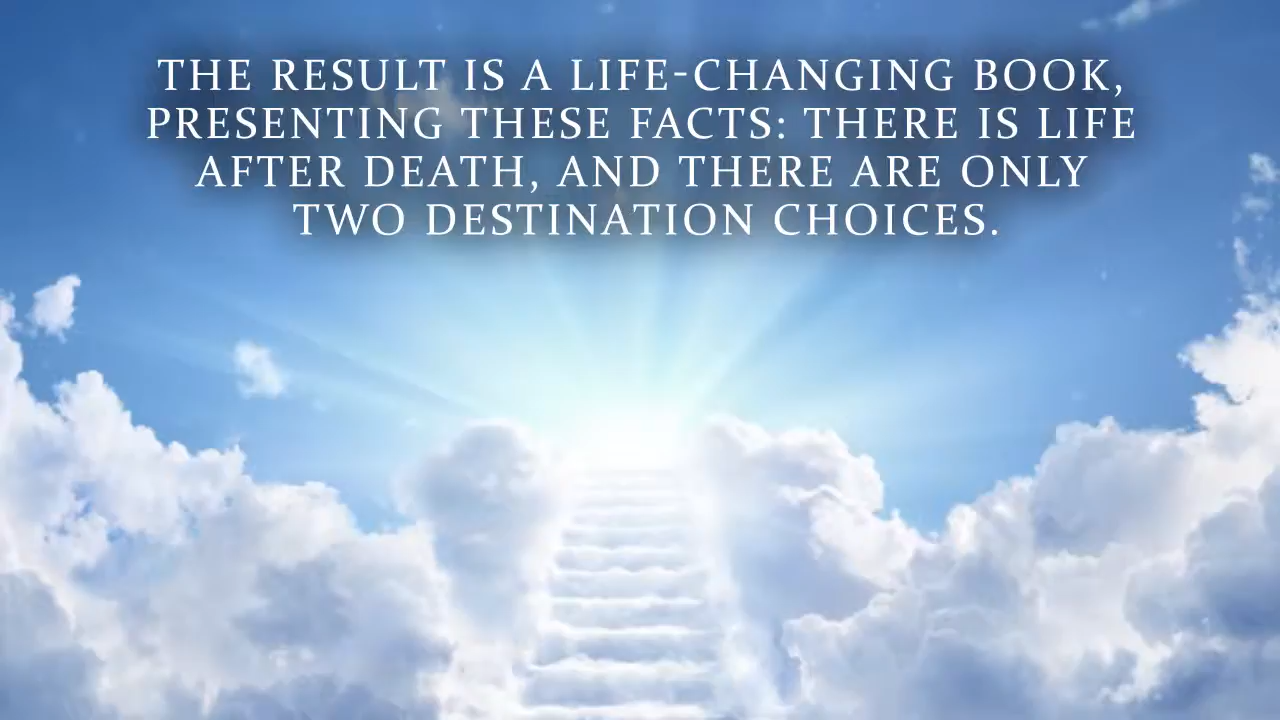 THE RESULT IS A LIFE-CHANGING BOOK,
PRESENTING THESE FACTS: THERE IS LIFE
AFTER DEATH, AND THERE ARE ONLY
TWO DESTINATION CHOICES.